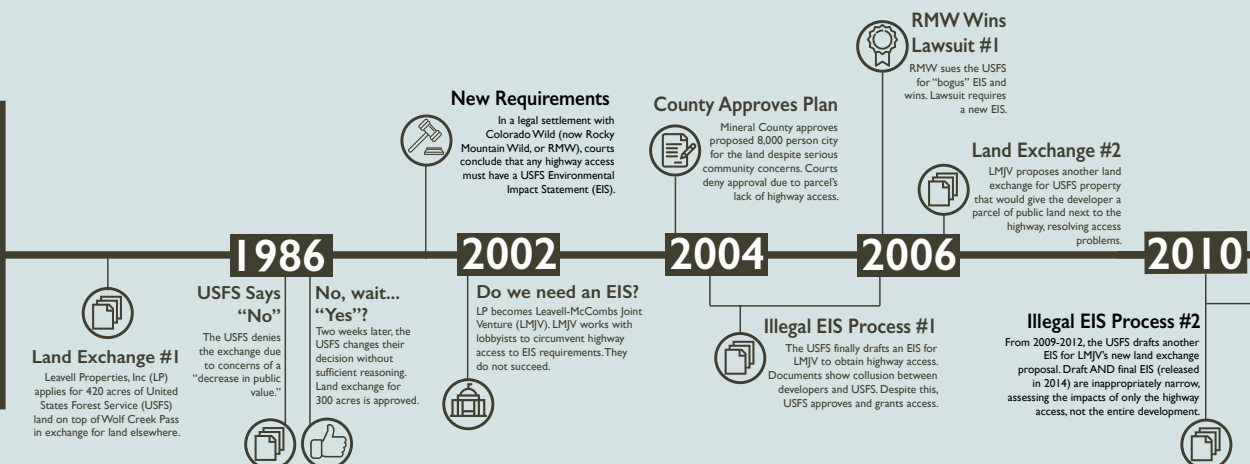 Land Exchange #1
Leavell Properties, Inc (LP)
applies for 420 acres of United
States Forest Service (USFS)
land on top of Wolf Creek Pass
in exchange for land elsewhere.
1986
USFS Says
“No”
The USFS denies
the exchange due
to concerns of a
“decrease in public
value.”
No, wait...
“Yes”?
Two weeks later, the
USFS changes their
decision without
sufficient reasoning.
Land exchange for
300 acres is approved.
New Requirements
In a legal settlement with
Colorado Wild (now Rocky
Mountain Wild, or RMW), courts
conclude that any highway access
must have a USFS Environmental
Impact Statement (EIS).
2002
Do we need an EIS?
LP becomes Leavell-McCombs Joint
Venture (LMJV). LMJV works with
lobbyists to circumvent highway
access to EIS requirements. They
do not succeed.
County Approves Plan
Mineral County approves
proposed 8,000 person city
for the land despite serious
community concerns. Courts
deny approval due to parcel’s
lack of highway access.
2004
Illegal EIS Process #1
The USFS finally drafts an EIS for
LMJV to obtain highway access.
Documents show collusion between
developers and USFS. Despite this,
USFS approves and grants access.
RMW Wins
Lawsuit #1
RMW sues the USFS
for “bogus” EIS and
wins. Lawsuit requires
a new EIS.
2006
Land Exchange #2
LMJV proposes another land
exchange for USFS property
that would give the developer a
parcel of public land next to the
highway, resolving access
problems.
2010
Illegal EIS Process #2
From 2009-2012, the USFS drafts another
EIS for LMJV’s new land exchange
proposal. Draft AND final EIS (released
in 2014) are inappropriately narrow,
assessing the impacts of only the highway
access, not the entire development.